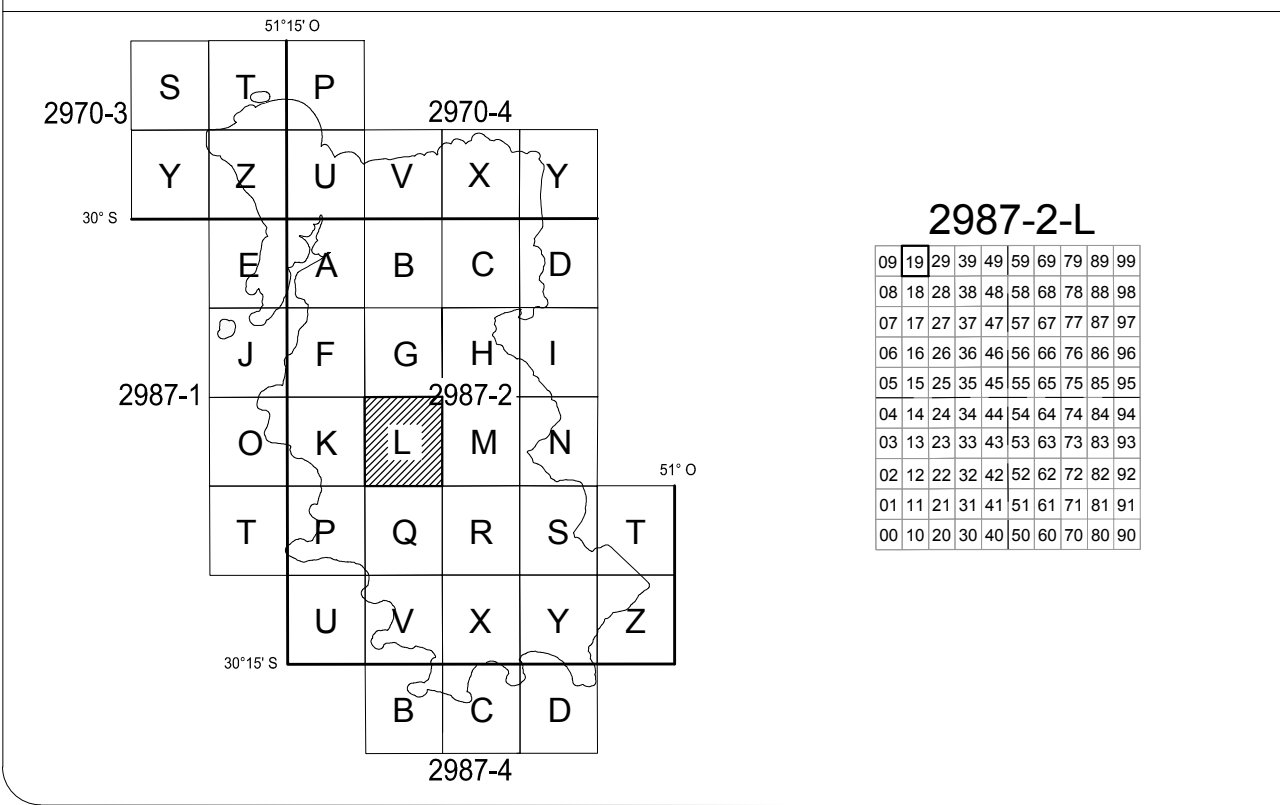 51°15' O
S T P
2970-3 2970-4
Y Z U V X Y
30° S
E A B C D
J F G H I
2987-1 2987-2
O K L M N
51° O
T P Q R S T
U V X Y Z
30°15' S
B C D
2987-4
2987-2-L
09 19 29 39 49 59 69 79 89 99
08 18 28 38 48 58 68 78 88 98
07 17 27 37 47 57 67 77 87 97
06 16 26 36 46 56 66 76 86 96
05 15 25 35 45 55 65 75 85 95
04 14 24 34 44 54 64 74 84 94
03 13 23 33 43 53 63 73 83 93
02 12 22 32 42 52 62 72 82 92
01 11 21 31 41 51 61 71 81 91
00 10 20 30 40 50 60 70 80 90